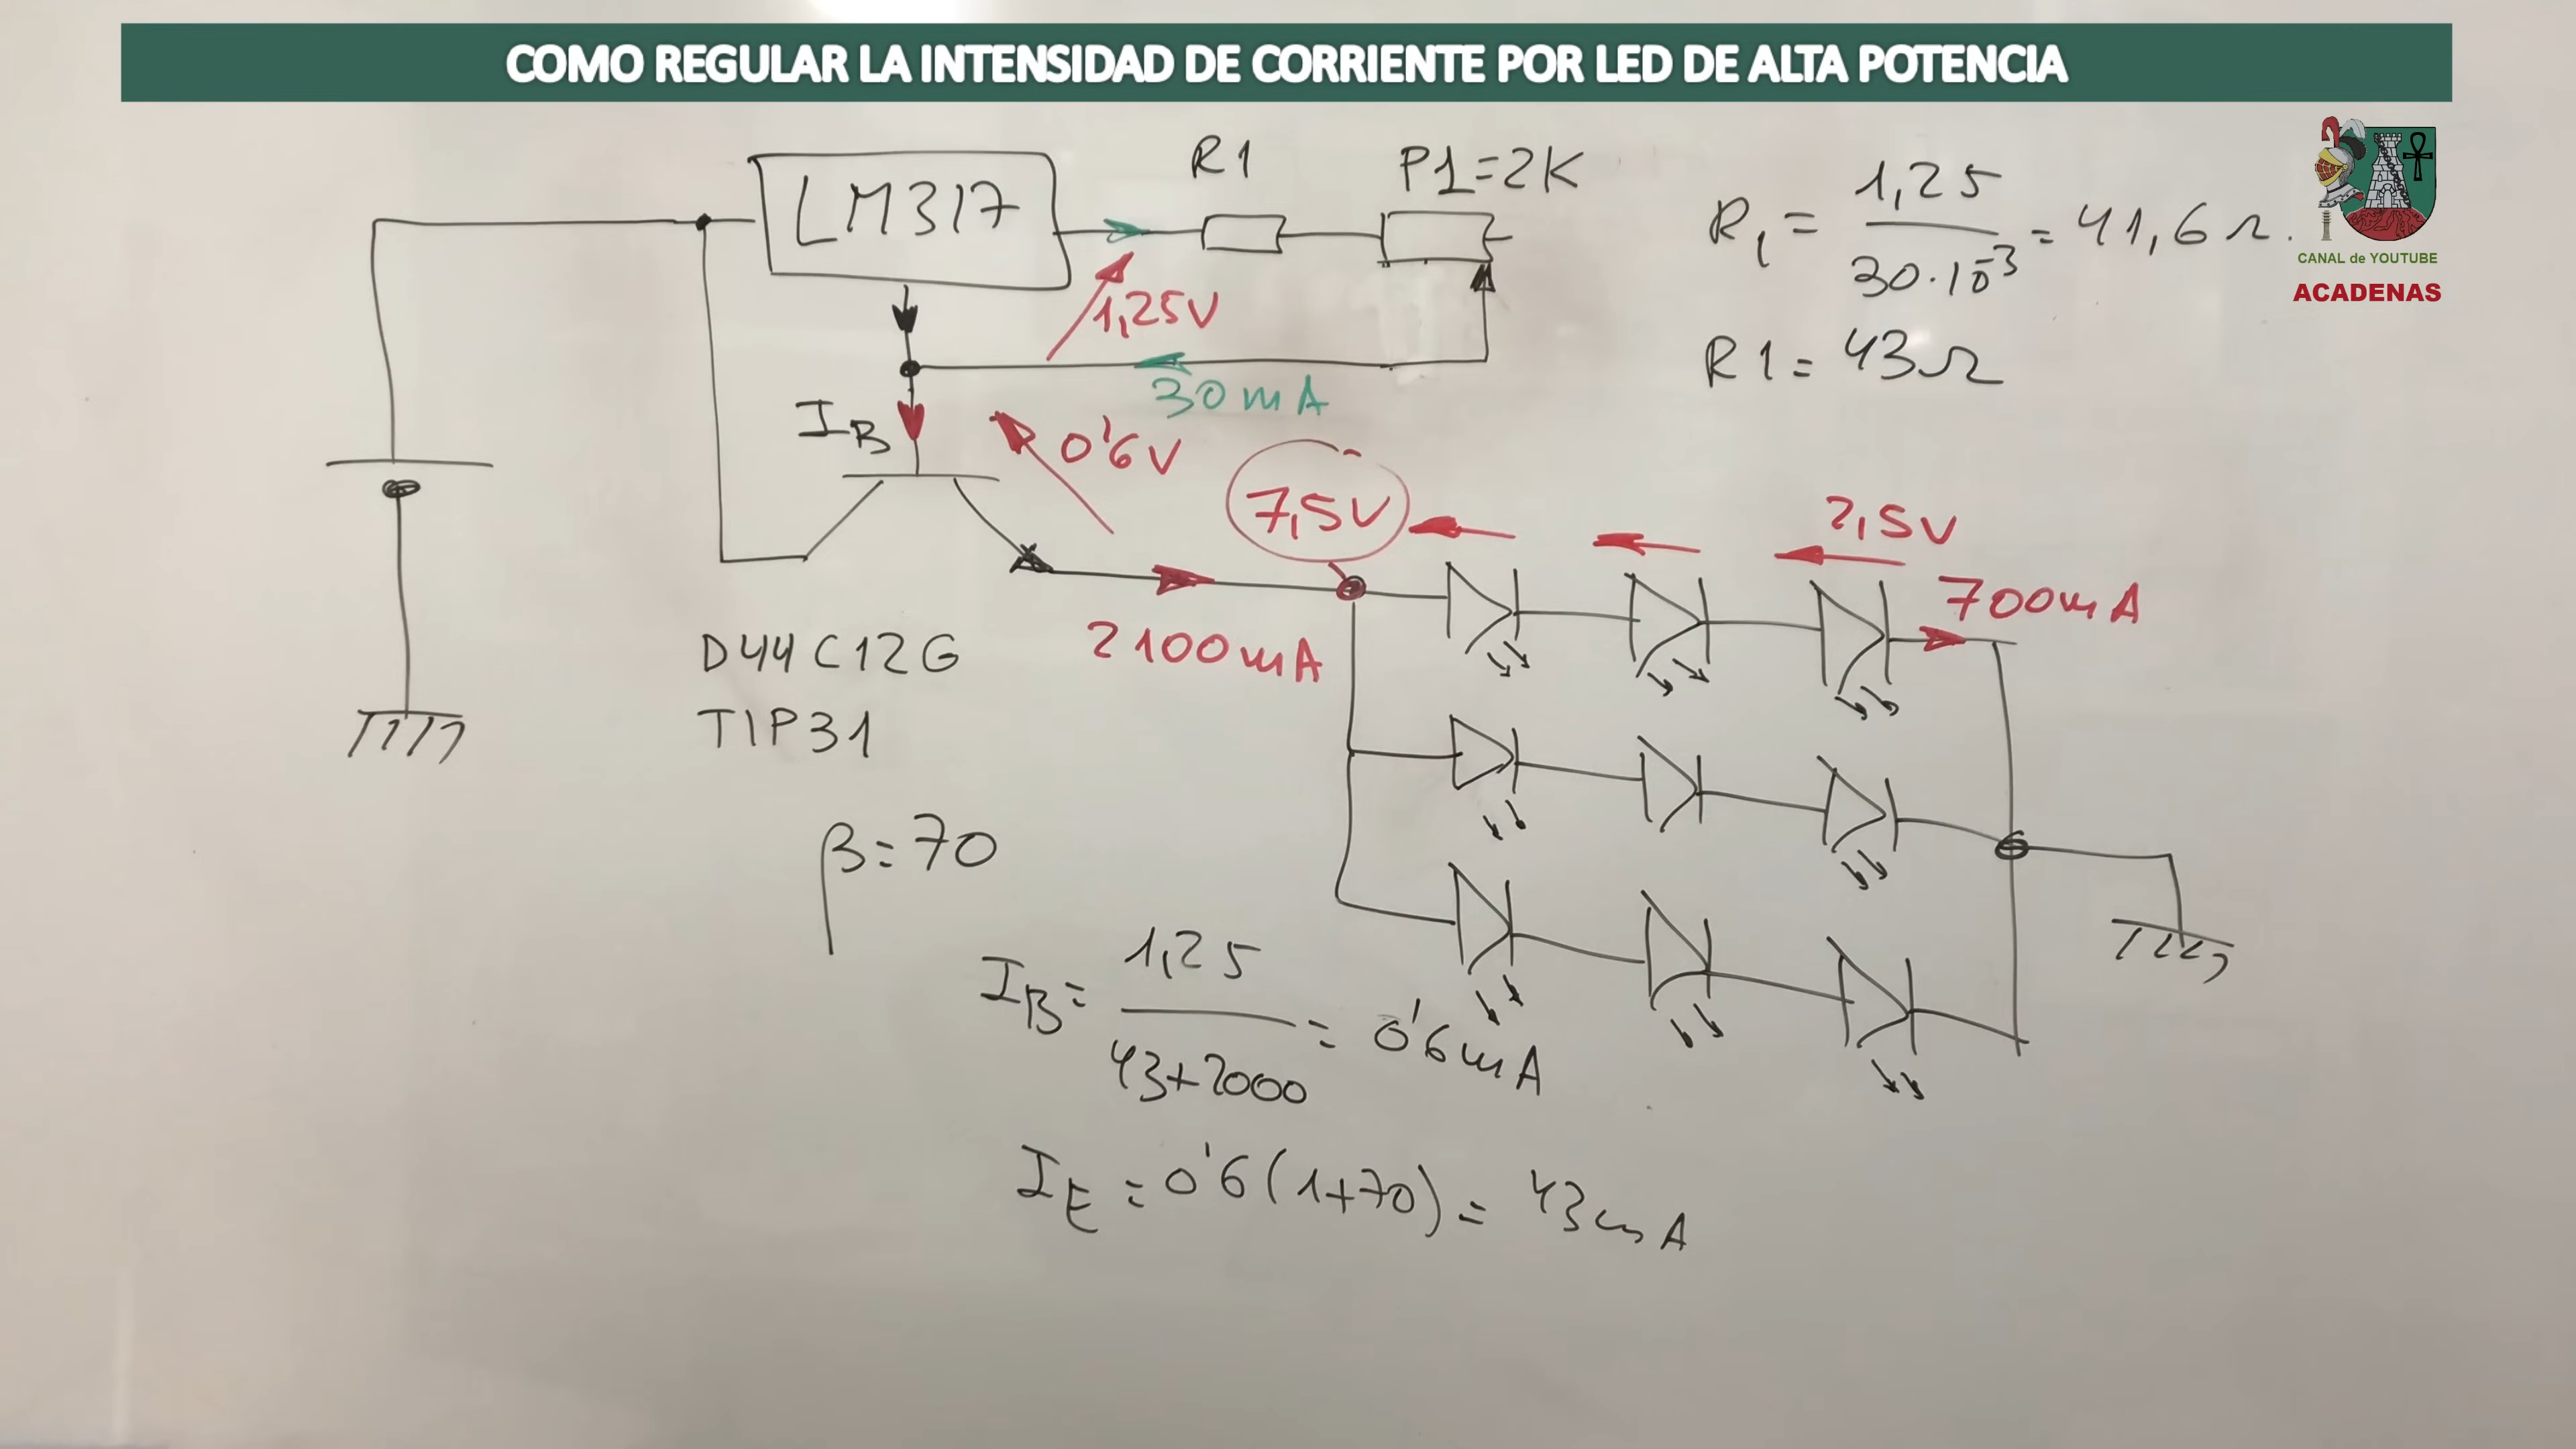 COMO REGULAR LA INTENSIDAD DE CORRIENTE POR LED DE ALTA POTENCIA
LM317
R1
P1=2K
R1 = 1,25 / 30·10-3 = 41,6 Ω.
R1 = 43Ω
CANAL de YOUTUBE
ACADENAS
1,25V
30mA
IB
0'6V
7,5V
2,5V
700mA
2100mA
D44C12G
TIP31
β=70
IB = 1,25 / 43+2000 = 0'6mA
IE = 0'6(1+70) = 43mA